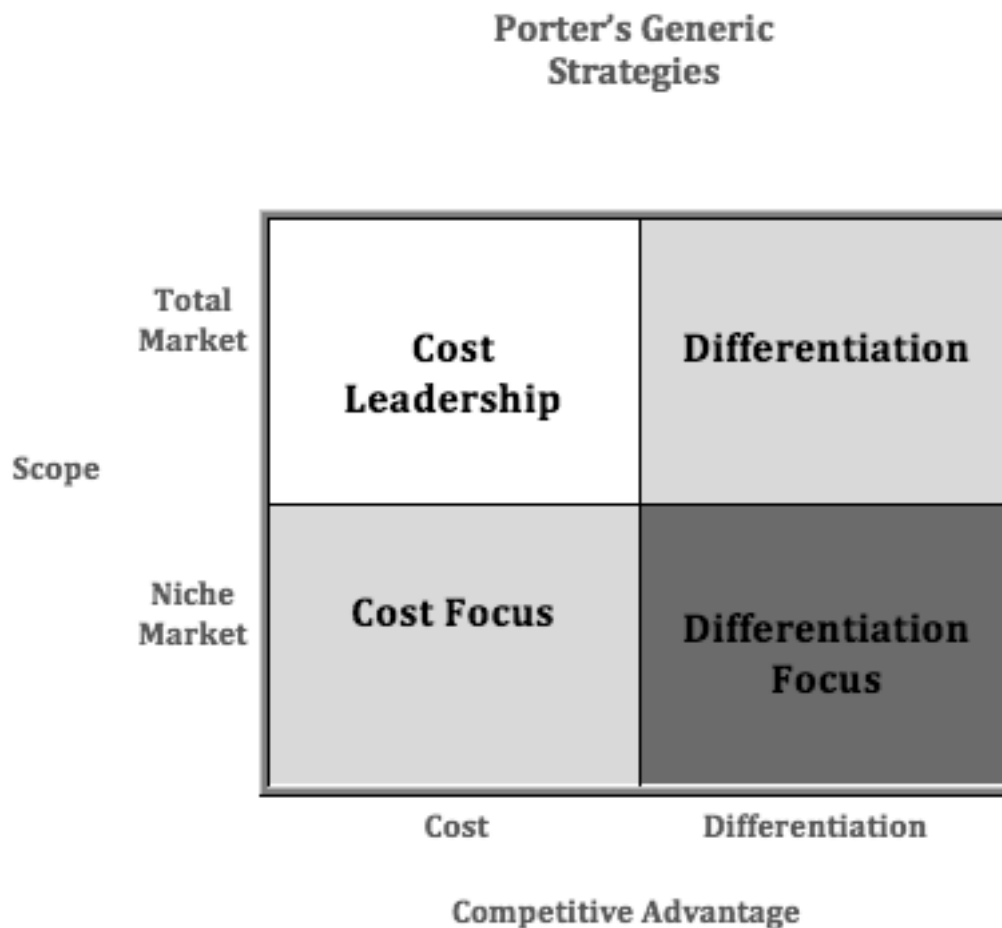 Porter’s Generic
Strategies
Total
Market
Cost
Leadership
Differentiation
Scope
Niche
Market
Cost Focus
Differentiation
Focus
Cost
Differentiation
Competitive Advantage